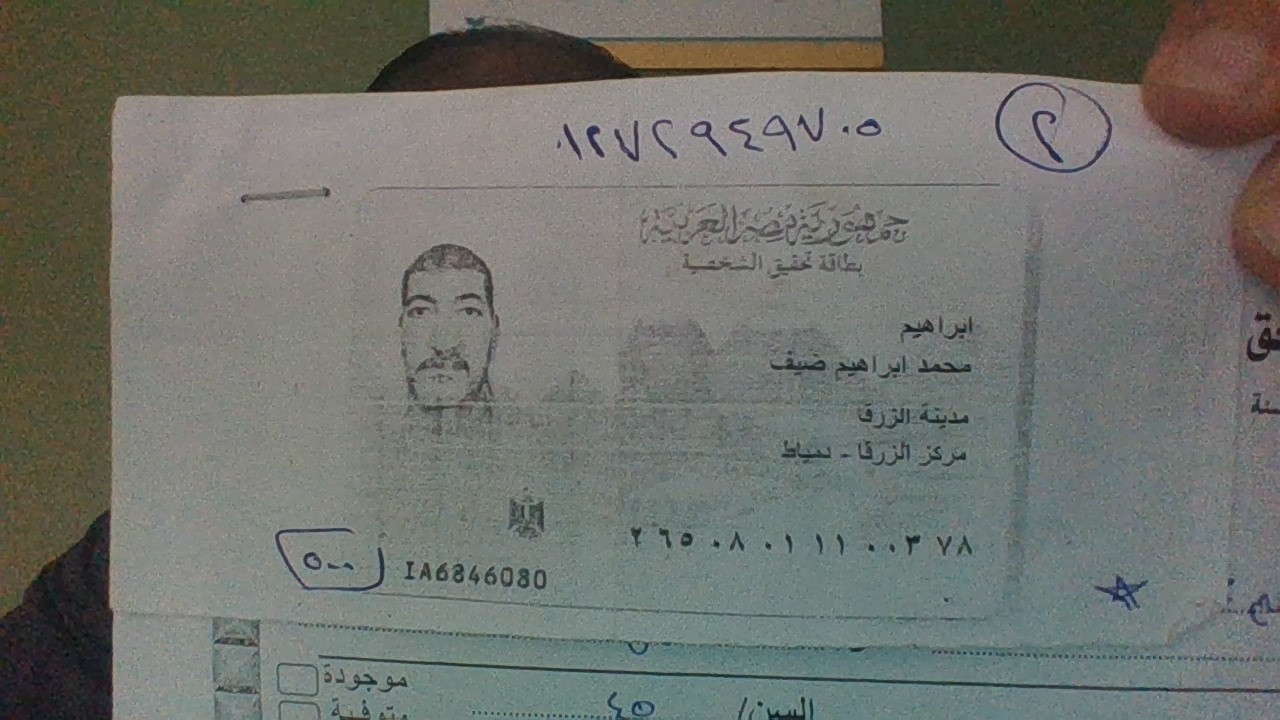 ٠١٢٧٢٩٤٩٧٠٥
٢
جمهورية مصر العربية
بطاقة تحقيق الشخصية
ابراهيم
محمد ابراهيم ضيف
مدينة الزرقا
مركز الزرقا - دمياط
٢٦٥٠٨٠١١١٠٠٣٧٨
٥٠٠
IA6846080
موجودة
متوفية
السن/ ٤٥